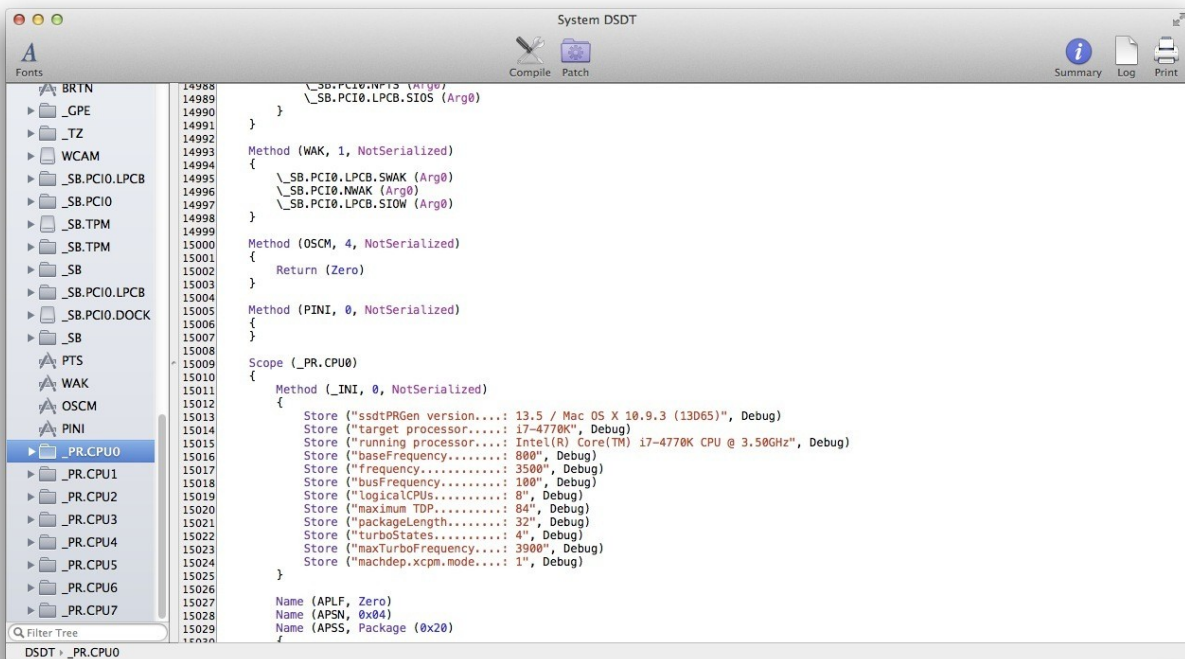 System DSDT
Fonts
Compile
Patch
Summary
Log
Print
BRTN
_GPE
_TZ
WCAM
_SB.PCI0.LPCB
_SB.PCI0
_SB.TPM
_SB.TPM
_SB
_SB.PCI0.LPCB
_SB.PCI0.DOCK
_SB
PTS
WAK
OSCM
PINI
_PR.CPU0
_PR.CPU1
_PR.CPU2
_PR.CPU3
_PR.CPU4
_PR.CPU5
_PR.CPU6
_PR.CPU7
Filter Tree
14988 \_SB.PCI0.NPTS (Arg0)
14989 \_SB.PCI0.LPCB.SIOS (Arg0)
14990 }
14991 }
14992
14993 Method (WAK, 1, NotSerialized)
14994 {
14995 \_SB.PCI0.LPCB.SWAK (Arg0)
14996 \_SB.PCI0.NWAK (Arg0)
14997 \_SB.PCI0.LPCB.SIOW (Arg0)
14998 }
14999
15000 Method (OSCM, 4, NotSerialized)
15001 {
15002 Return (Zero)
15003 }
15004
15005 Method (PINI, 0, NotSerialized)
15006 {
15007 }
15008
15009 Scope (_PR.CPU0)
15010 {
15011 Method (_INI, 0, NotSerialized)
15012 {
15013 Store ("ssdtPRGen version....: 13.5 / Mac OS X 10.9.3 (13D65)", Debug)
15014 Store ("target processor.....: i7-4770K", Debug)
15015 Store ("running processor....: Intel(R) Core(TM) i7-4770K CPU @ 3.50GHz", Debug)
15016 Store ("baseFrequency........: 800", Debug)
15017 Store ("frequency............: 3500", Debug)
15018 Store ("busFrequency.........: 100", Debug)
15019 Store ("logicalCPUs..........: 8", Debug)
15020 Store ("maximum TDP..........: 84", Debug)
15021 Store ("packageLength........: 32", Debug)
15022 Store ("turboStates..........: 4", Debug)
15023 Store ("maxTurboFrequency....: 3900", Debug)
15024 Store ("machdep.xcpm.mode....: 1", Debug)
15025 }
15026
15027 Name (APLF, Zero)
15028 Name (APSN, 0x04)
15029 Name (APSS, Package (0x20)
15030 {
DSDT › _PR.CPU0